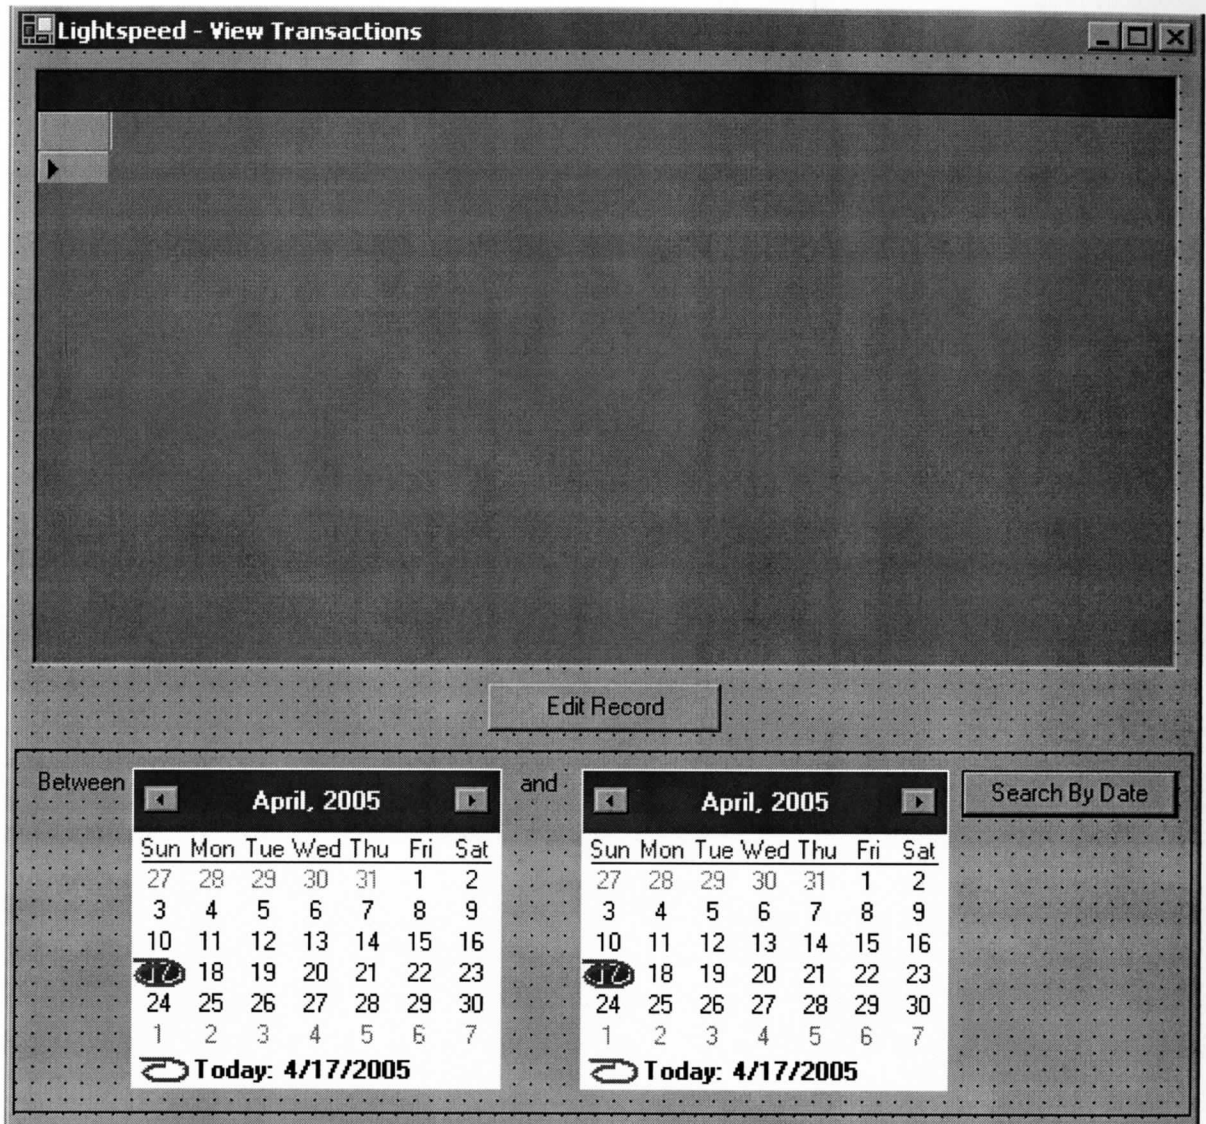 Lightspeed - View Transactions
Edit Record
Between
April, 2005
Sun Mon Tue Wed Thu Fri Sat
27 28 29 30 31 1 2
3 4 5 6 7 8 9
10 11 12 13 14 15 16
17 18 19 20 21 22 23
24 25 26 27 28 29 30
1 2 3 4 5 6 7
Today: 4/17/2005
and
April, 2005
Sun Mon Tue Wed Thu Fri Sat
27 28 29 30 31 1 2
3 4 5 6 7 8 9
10 11 12 13 14 15 16
17 18 19 20 21 22 23
24 25 26 27 28 29 30
1 2 3 4 5 6 7
Today: 4/17/2005
Search By Date